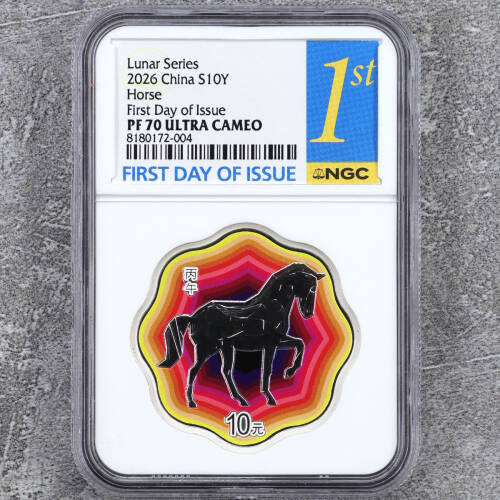 Lunar Series
2026 China S10Y
Horse
First Day of Issue
PF 70 ULTRA CAMEO
8180172-004
FIRST DAY OF ISSUE
1st
NGC
丙午
10元